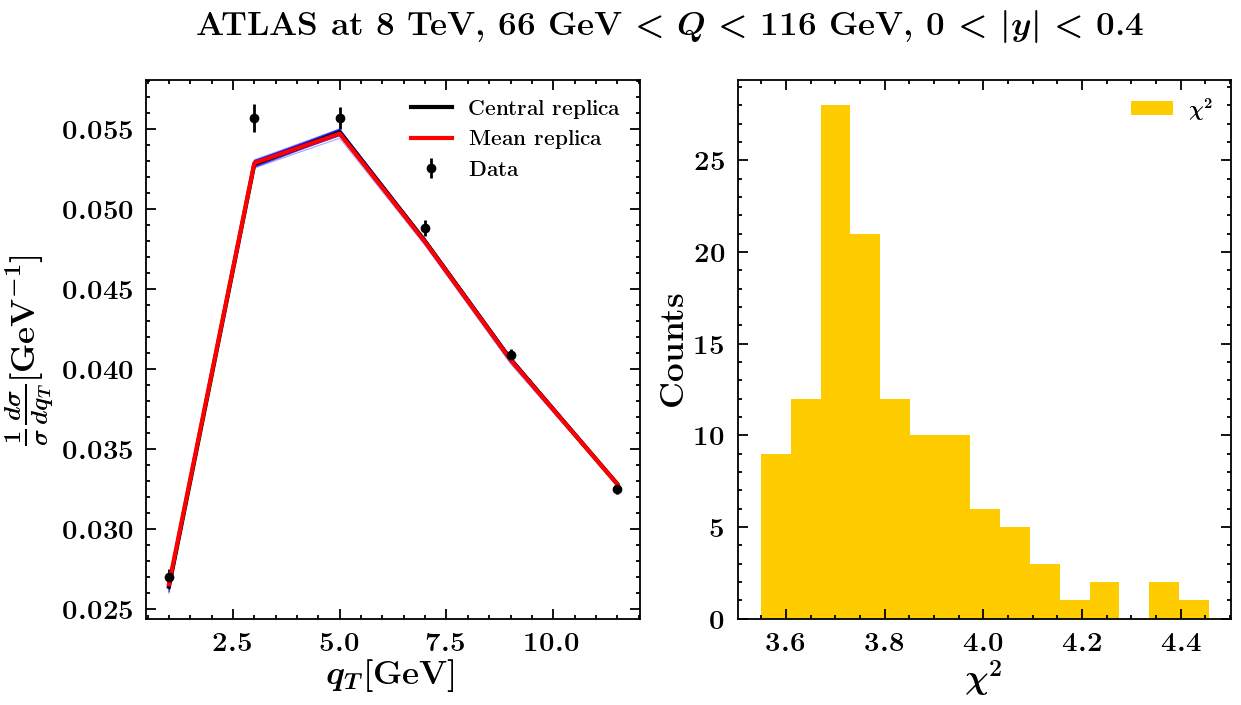 ATLAS at 8 TeV, 66 GeV < Q < 116 GeV, 0 < |y| < 0.4
Central replica
Mean replica
Data
0.055
0.050
0.045
0.040
0.035
0.030
0.025
1/σ dσ/dq_T [GeV⁻¹]
2.5 5.0 7.5 10.0
q_T [GeV]
χ²
25
20
15
10
5
0
Counts
3.6 3.8 4.0 4.2 4.4
χ²